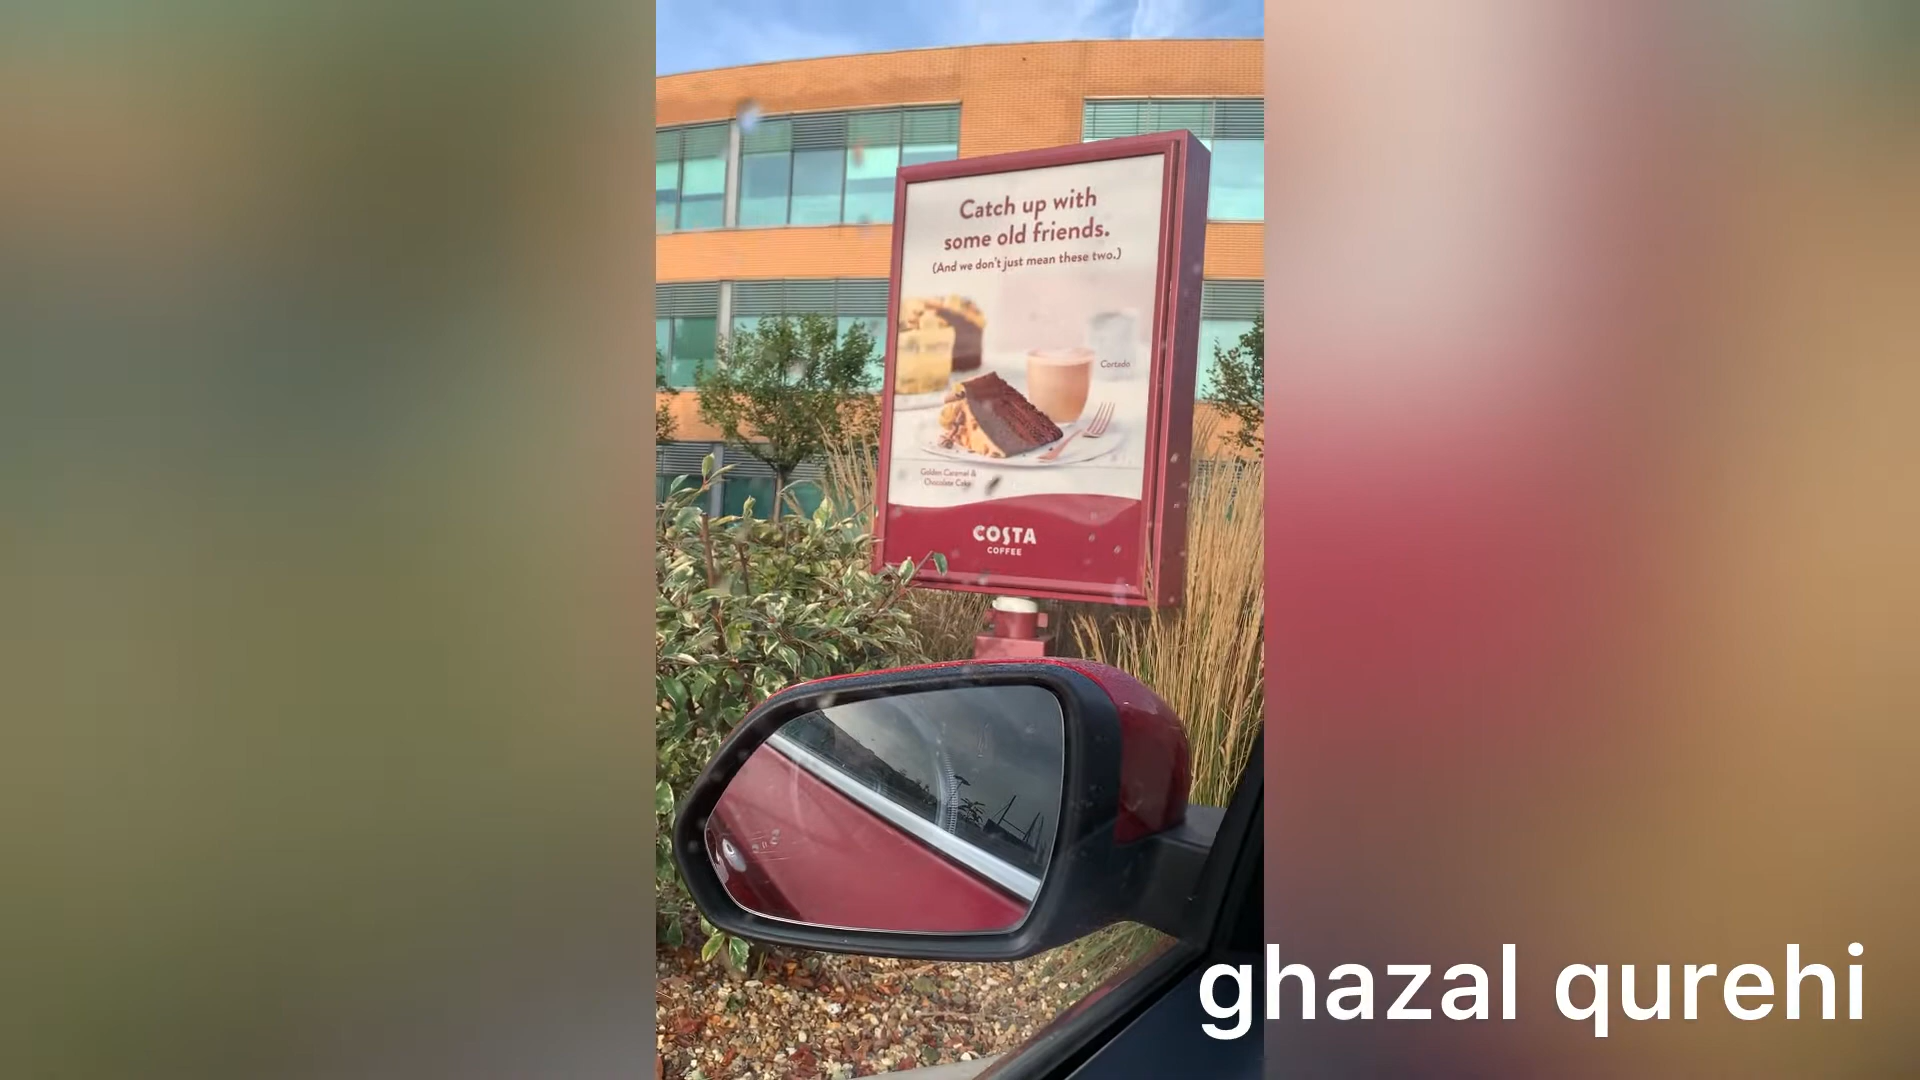 Catch up with
some old friends.
(And we don't just mean these two.)
Cortado
Golden Caramel &
Chocolate Cake
COSTA
COFFEE
ghazal qurehi